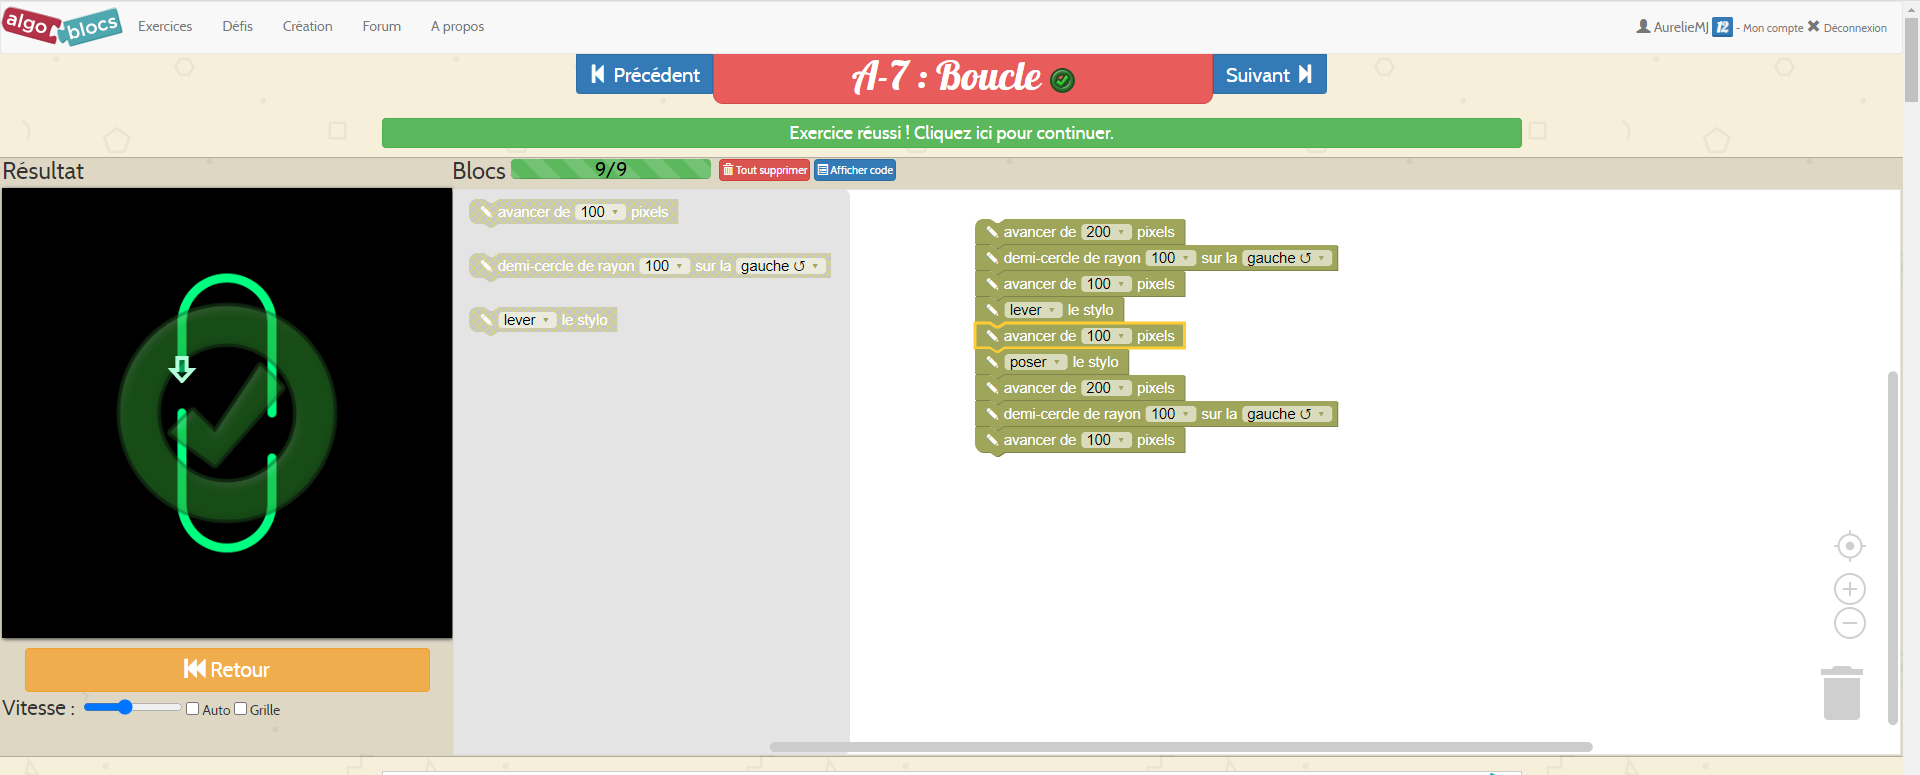 algo blocs
Exercices Défis Création Forum A propos
AurelieMJ 12 - Mon compte Déconnexion
Précédent
A-7 : Boucle
Suivant
Exercice réussi ! Cliquez ici pour continuer.
Résultat
Blocs 9/9 Tout supprimer Afficher code
avancer de 100 pixels
demi-cercle de rayon 100 sur la gauche ↺
lever le stylo
avancer de 200 pixels
demi-cercle de rayon 100 sur la gauche ↺
avancer de 100 pixels
lever le stylo
avancer de 100 pixels
poser le stylo
avancer de 200 pixels
demi-cercle de rayon 100 sur la gauche ↺
avancer de 100 pixels
Retour
Vitesse : Auto Grille